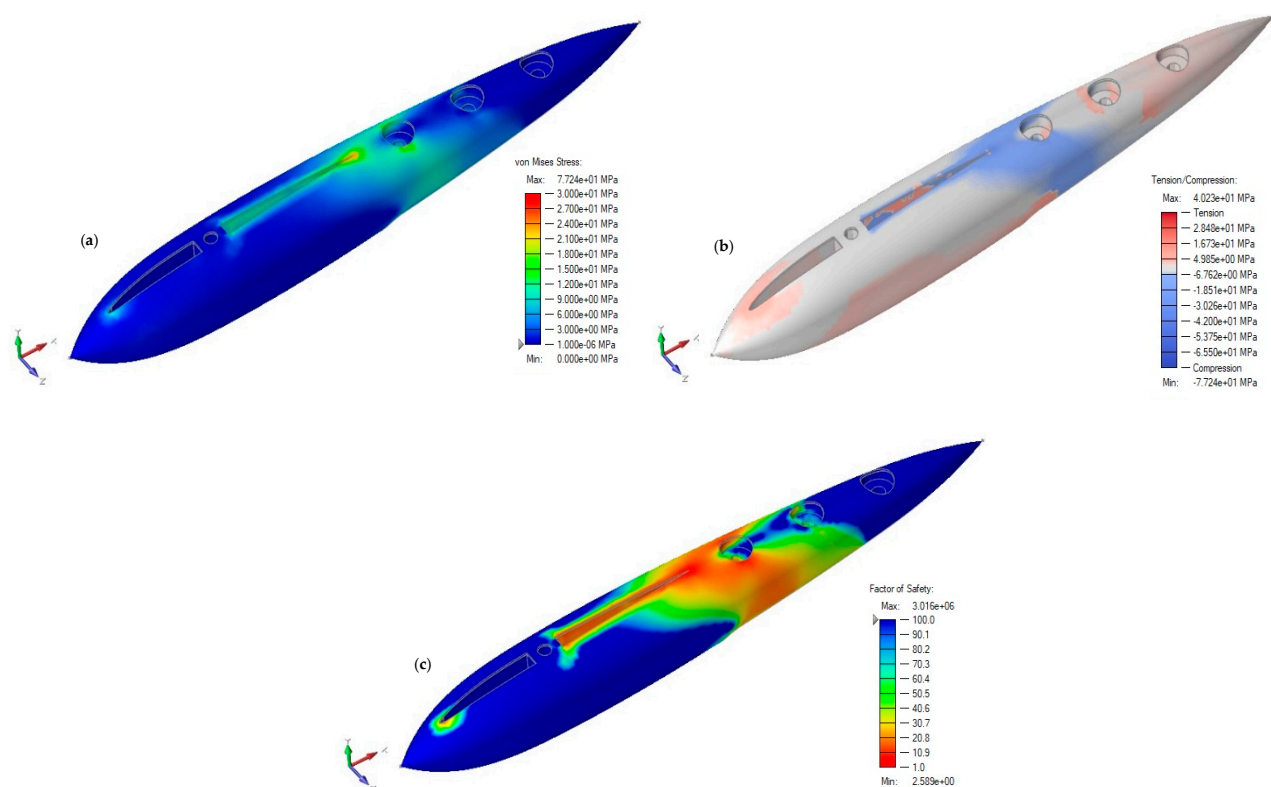 (a)
von Mises Stress:
Max: 7.724e+01 MPa
3.000e+01 MPa
2.700e+01 MPa
2.400e+01 MPa
2.100e+01 MPa
1.800e+01 MPa
1.500e+01 MPa
1.200e+01 MPa
9.000e+00 MPa
6.000e+00 MPa
3.000e+00 MPa
1.000e-06 MPa
Min: 0.000e+00 MPa
Y
X
Z
(b)
Tension/Compression:
Max: 4.023e+01 MPa
Tension
2.848e+01 MPa
1.673e+01 MPa
4.985e+00 MPa
-6.762e+00 MPa
-1.851e+01 MPa
-3.026e+01 MPa
-4.200e+01 MPa
-5.375e+01 MPa
-6.550e+01 MPa
Compression
Min: -7.724e+01 MPa
Y
X
Z
(c)
Factor of Safety:
Max: 3.016e+06
100.0
90.1
80.2
70.3
60.4
50.5
40.6
30.7
20.8
10.9
1.0
Min: 2.589e+00
Y
X